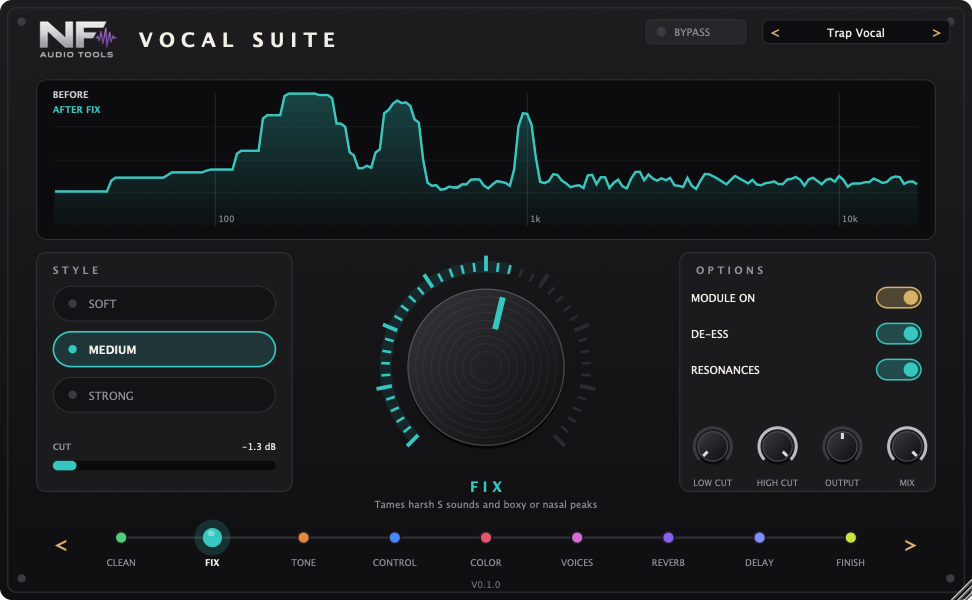 NF
AUDIO TOOLS
VOCAL SUITE
BYPASS
< Trap Vocal >
BEFORE
AFTER FIX
100
1k
10k
STYLE
SOFT
MEDIUM
STRONG
CUT
-1.3 dB
FIX
Tames harsh S sounds and boxy or nasal peaks
OPTIONS
MODULE ON
DE-ESS
RESONANCES
LOW CUT
HIGH CUT
OUTPUT
MIX
< CLEAN FIX TONE CONTROL COLOR VOICES REVERB DELAY FINISH >
V0.1.0